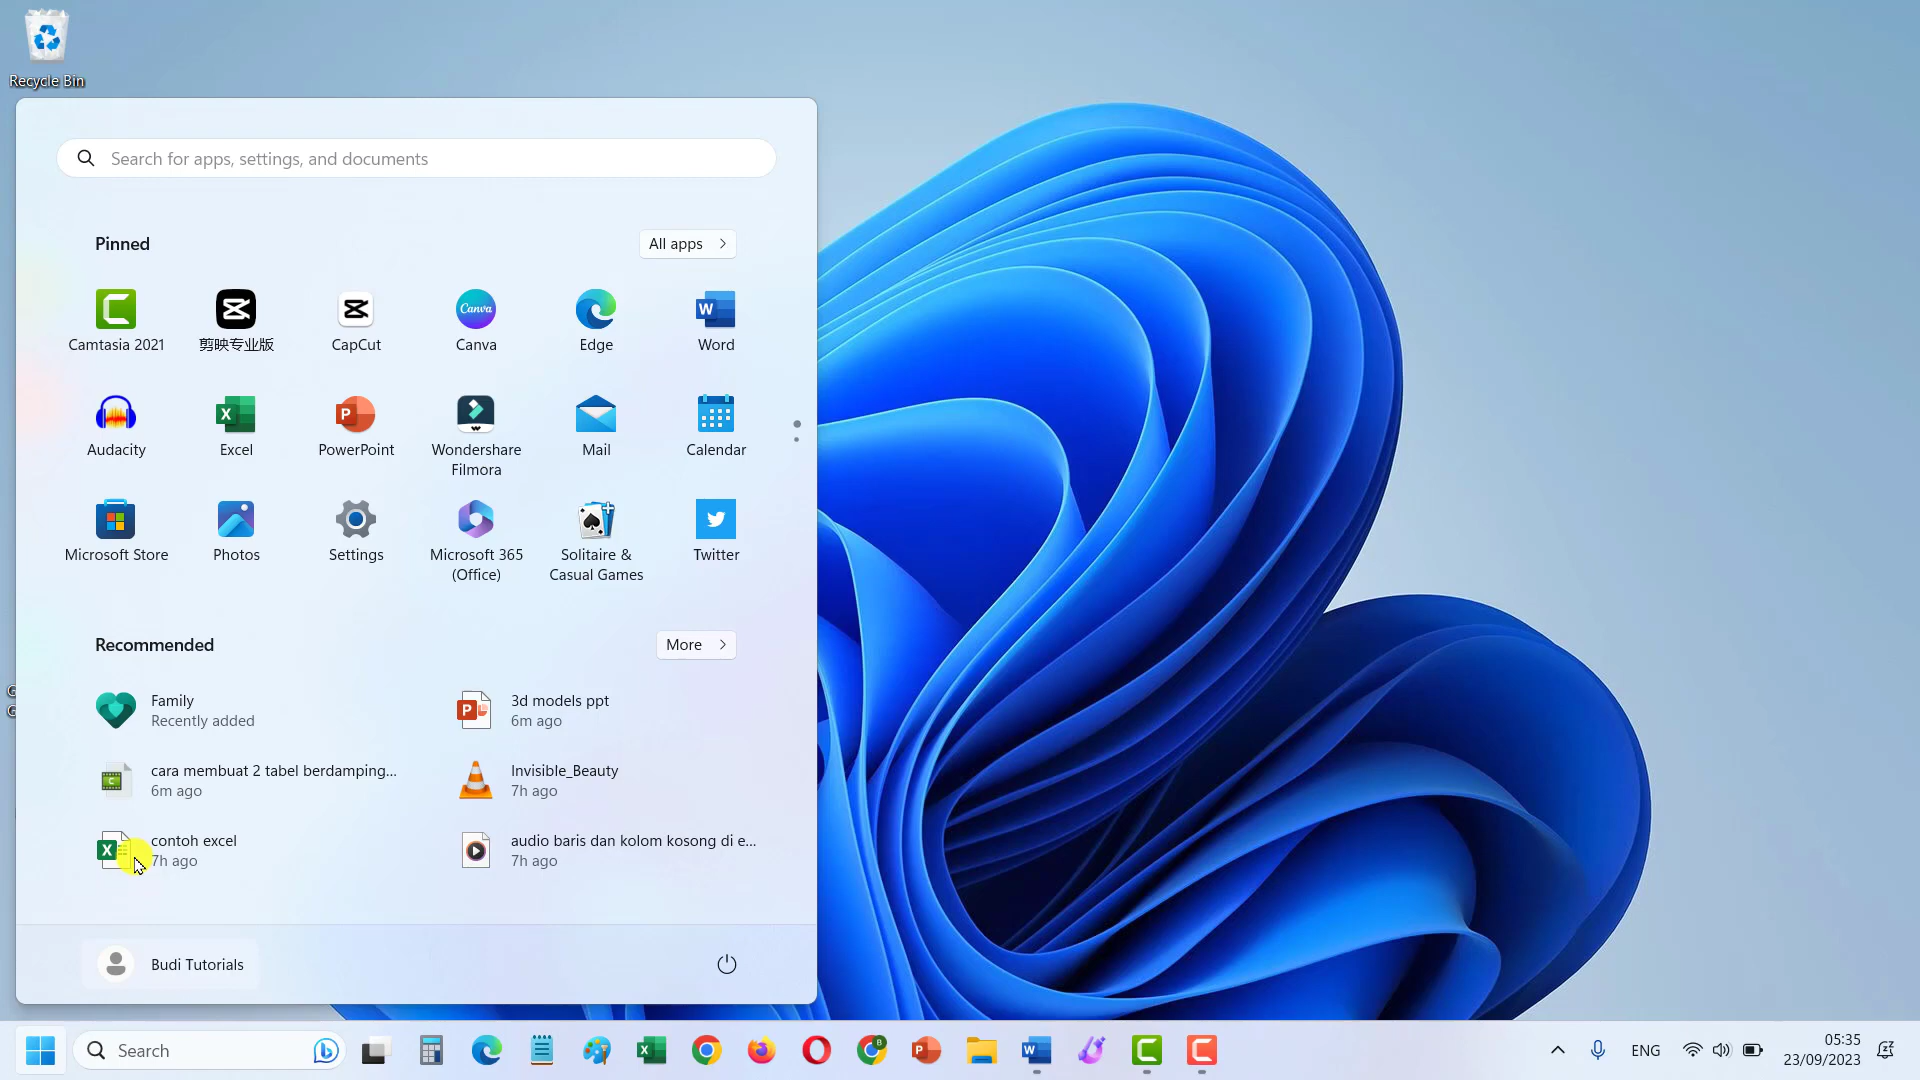 Recycle Bin
Search for apps, settings, and documents
Pinned
All apps
Camtasia 2021
剪映专业版
CapCut
Canva
Canva
Edge
W
Word
Audacity
X
Excel
P
PowerPoint
Wondershare
Filmora
Mail
Calendar
Microsoft Store
Photos
Settings
Microsoft 365
(Office)
Solitaire &
Casual Games
Twitter
Recommended
More
Family
Recently added
P
3d models ppt
6m ago
C
cara membuat 2 tabel berdamping...
6m ago
Invisible_Beauty
7h ago
X
contoh excel
7h ago
audio baris dan kolom kosong di e...
7h ago
Budi Tutorials
Search
X
B
P
W
ENG
05:35
23/09/2023